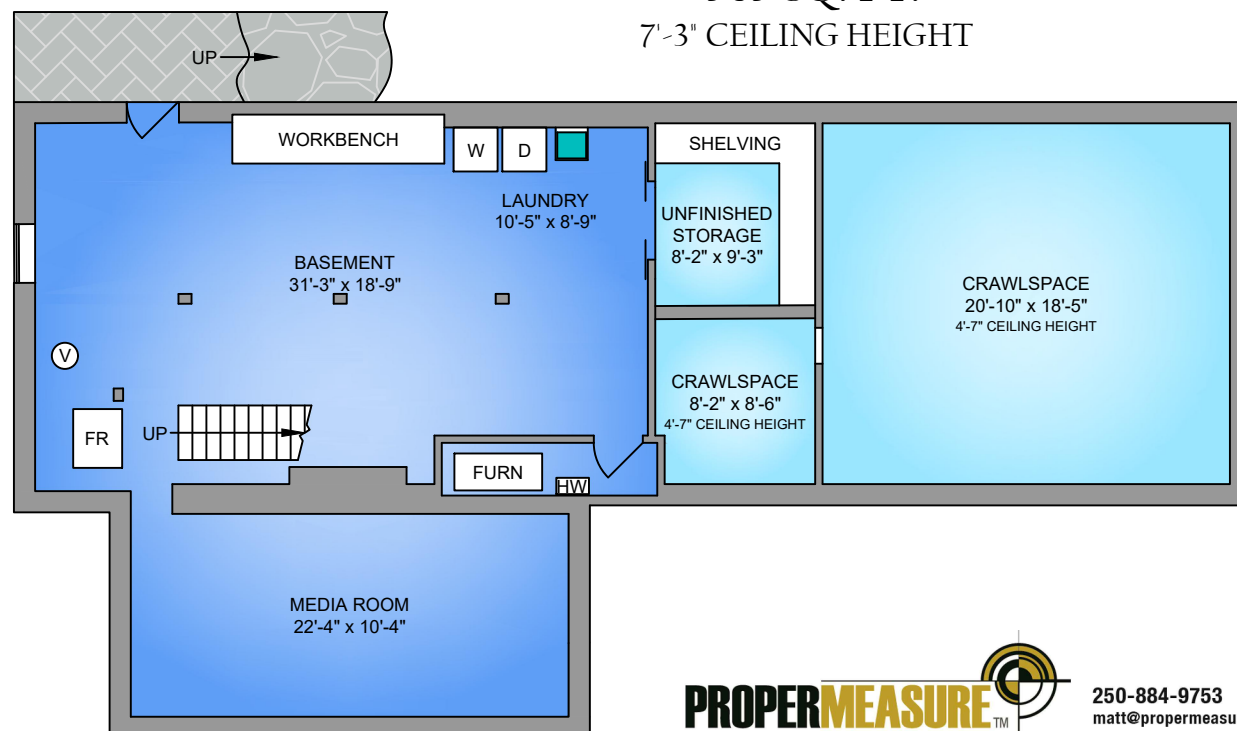 7'-3" CEILING HEIGHT
UP
WORKBENCH
W
D
SHELVING
LAUNDRY
10'-5" x 8'-9"
UNFINISHED
STORAGE
8'-2" x 9'-3"
BASEMENT
31'-3" x 18'-9"
CRAWLSPACE
20'-10" x 18'-5"
4'-7" CEILING HEIGHT
V
CRAWLSPACE
8'-2" x 8'-6"
4'-7" CEILING HEIGHT
FR
UP
FURN
HW
MEDIA ROOM
22'-4" x 10'-4"
PROPERMEASURE™
250-884-9753